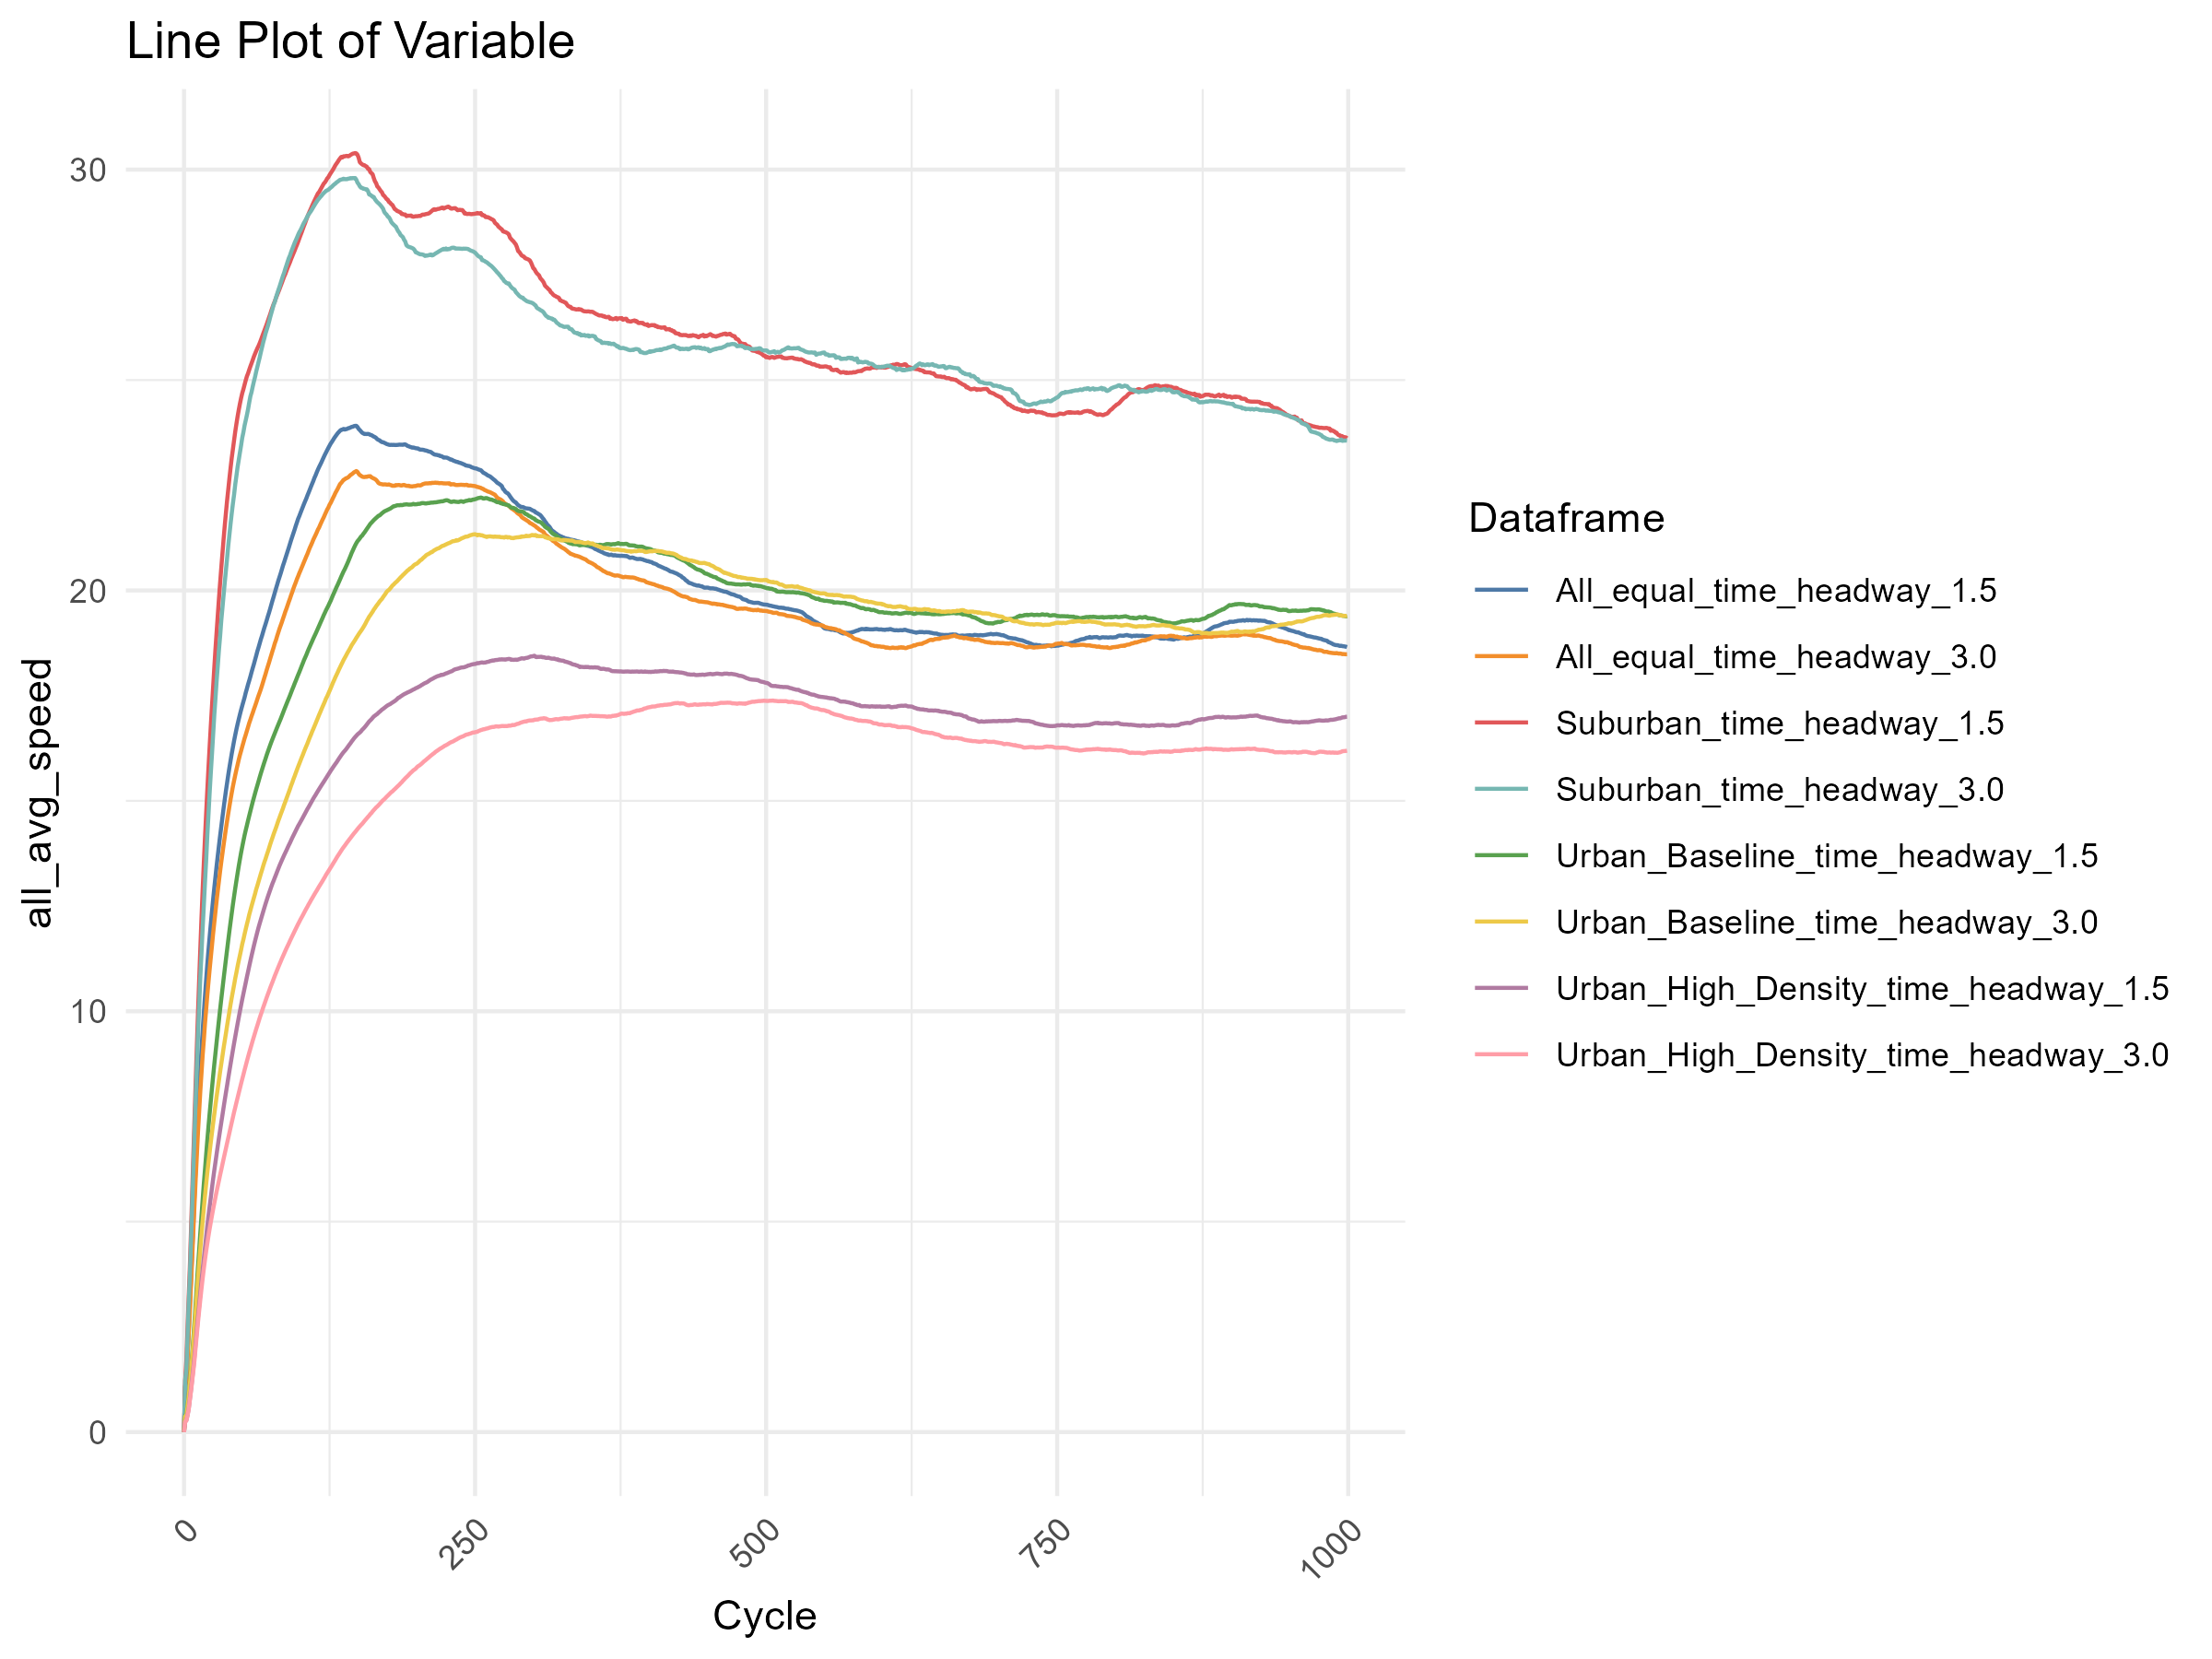 Line Plot of Variable
30
20
10
0
all_avg_speed
0
250
500
750
1000
Cycle
Dataframe
All_equal_time_headway_1.5
All_equal_time_headway_3.0
Suburban_time_headway_1.5
Suburban_time_headway_3.0
Urban_Baseline_time_headway_1.5
Urban_Baseline_time_headway_3.0
Urban_High_Density_time_headway_1.5
Urban_High_Density_time_headway_3.0